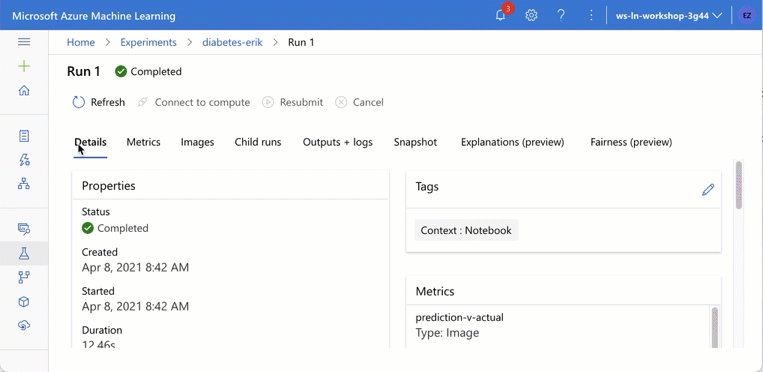 Microsoft Azure Machine Learning
3
?
ws-ln-workshop-3g44
EZ
Home > Experiments > diabetes-erik > Run 1
Run 1 Completed
Refresh Connect to compute Resubmit Cancel
Details Metrics Images Child runs Outputs + logs Snapshot Explanations (preview) Fairness (preview)
Properties
Status
Completed
Created
Apr 8, 2021 8:42 AM
Started
Apr 8, 2021 8:42 AM
Duration
12.46s
Tags
Context : Notebook
Metrics
prediction-v-actual
Type: Image